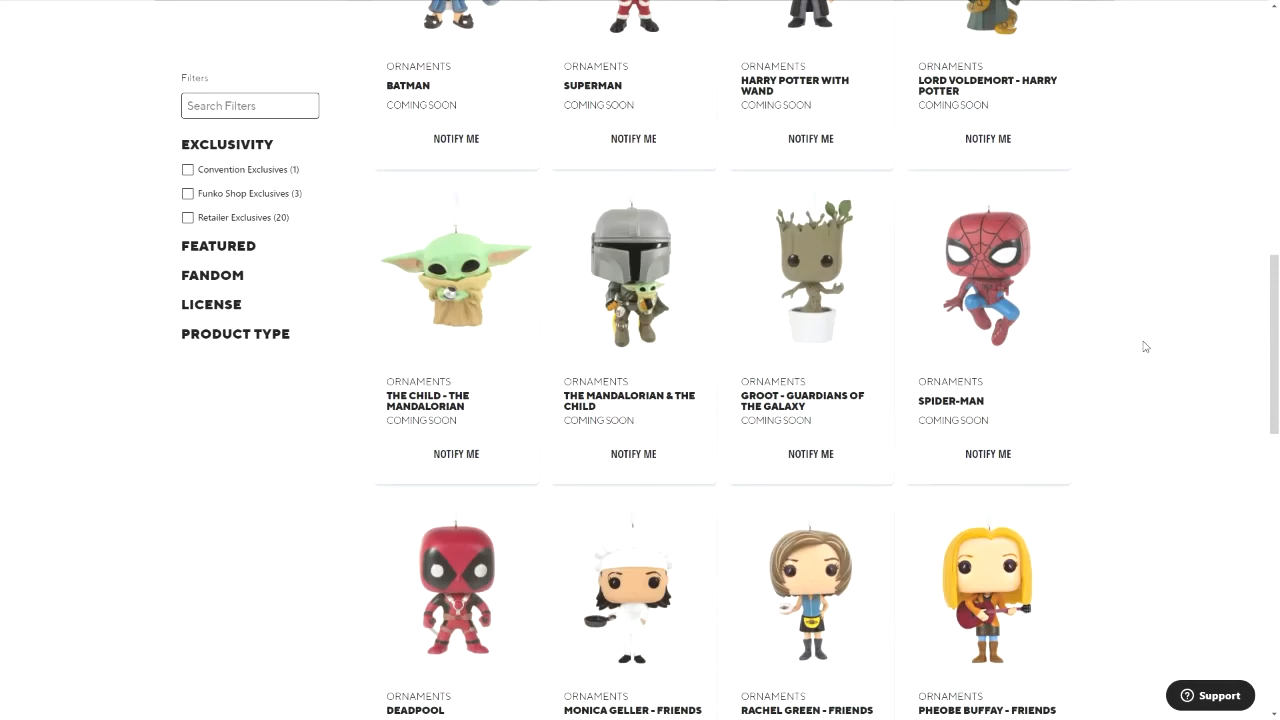 ORNAMENTS
BATMAN
COMING SOON
NOTIFY ME
ORNAMENTS
SUPERMAN
COMING SOON
NOTIFY ME
ORNAMENTS
HARRY POTTER WITH
WAND
COMING SOON
NOTIFY ME
ORNAMENTS
LORD VOLDEMORT - HARRY
POTTER
COMING SOON
NOTIFY ME
Filters
Search Filters
EXCLUSIVITY
Convention Exclusives (1)
Funko Shop Exclusives (3)
Retailer Exclusives (20)
FEATURED
FANDOM
LICENSE
PRODUCT TYPE
ORNAMENTS
THE CHILD - THE
MANDALORIAN
COMING SOON
NOTIFY ME
ORNAMENTS
THE MANDALORIAN & THE
CHILD
COMING SOON
NOTIFY ME
ORNAMENTS
GROOT - GUARDIANS OF
THE GALAXY
COMING SOON
NOTIFY ME
ORNAMENTS
SPIDER-MAN
COMING SOON
NOTIFY ME
ORNAMENTS
DEADPOOL
ORNAMENTS
MONICA GELLER - FRIENDS
ORNAMENTS
RACHEL GREEN - FRIENDS
ORNAMENTS
PHEOBE BUFFAY - FRIENDS
Support